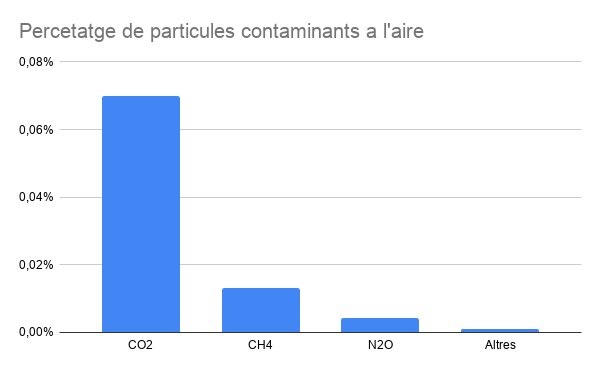 Percetatge de particules contaminants a l'aire
0,08%
0,06%
0,04%
0,02%
0,00%
CO2 CH4 N2O Altres